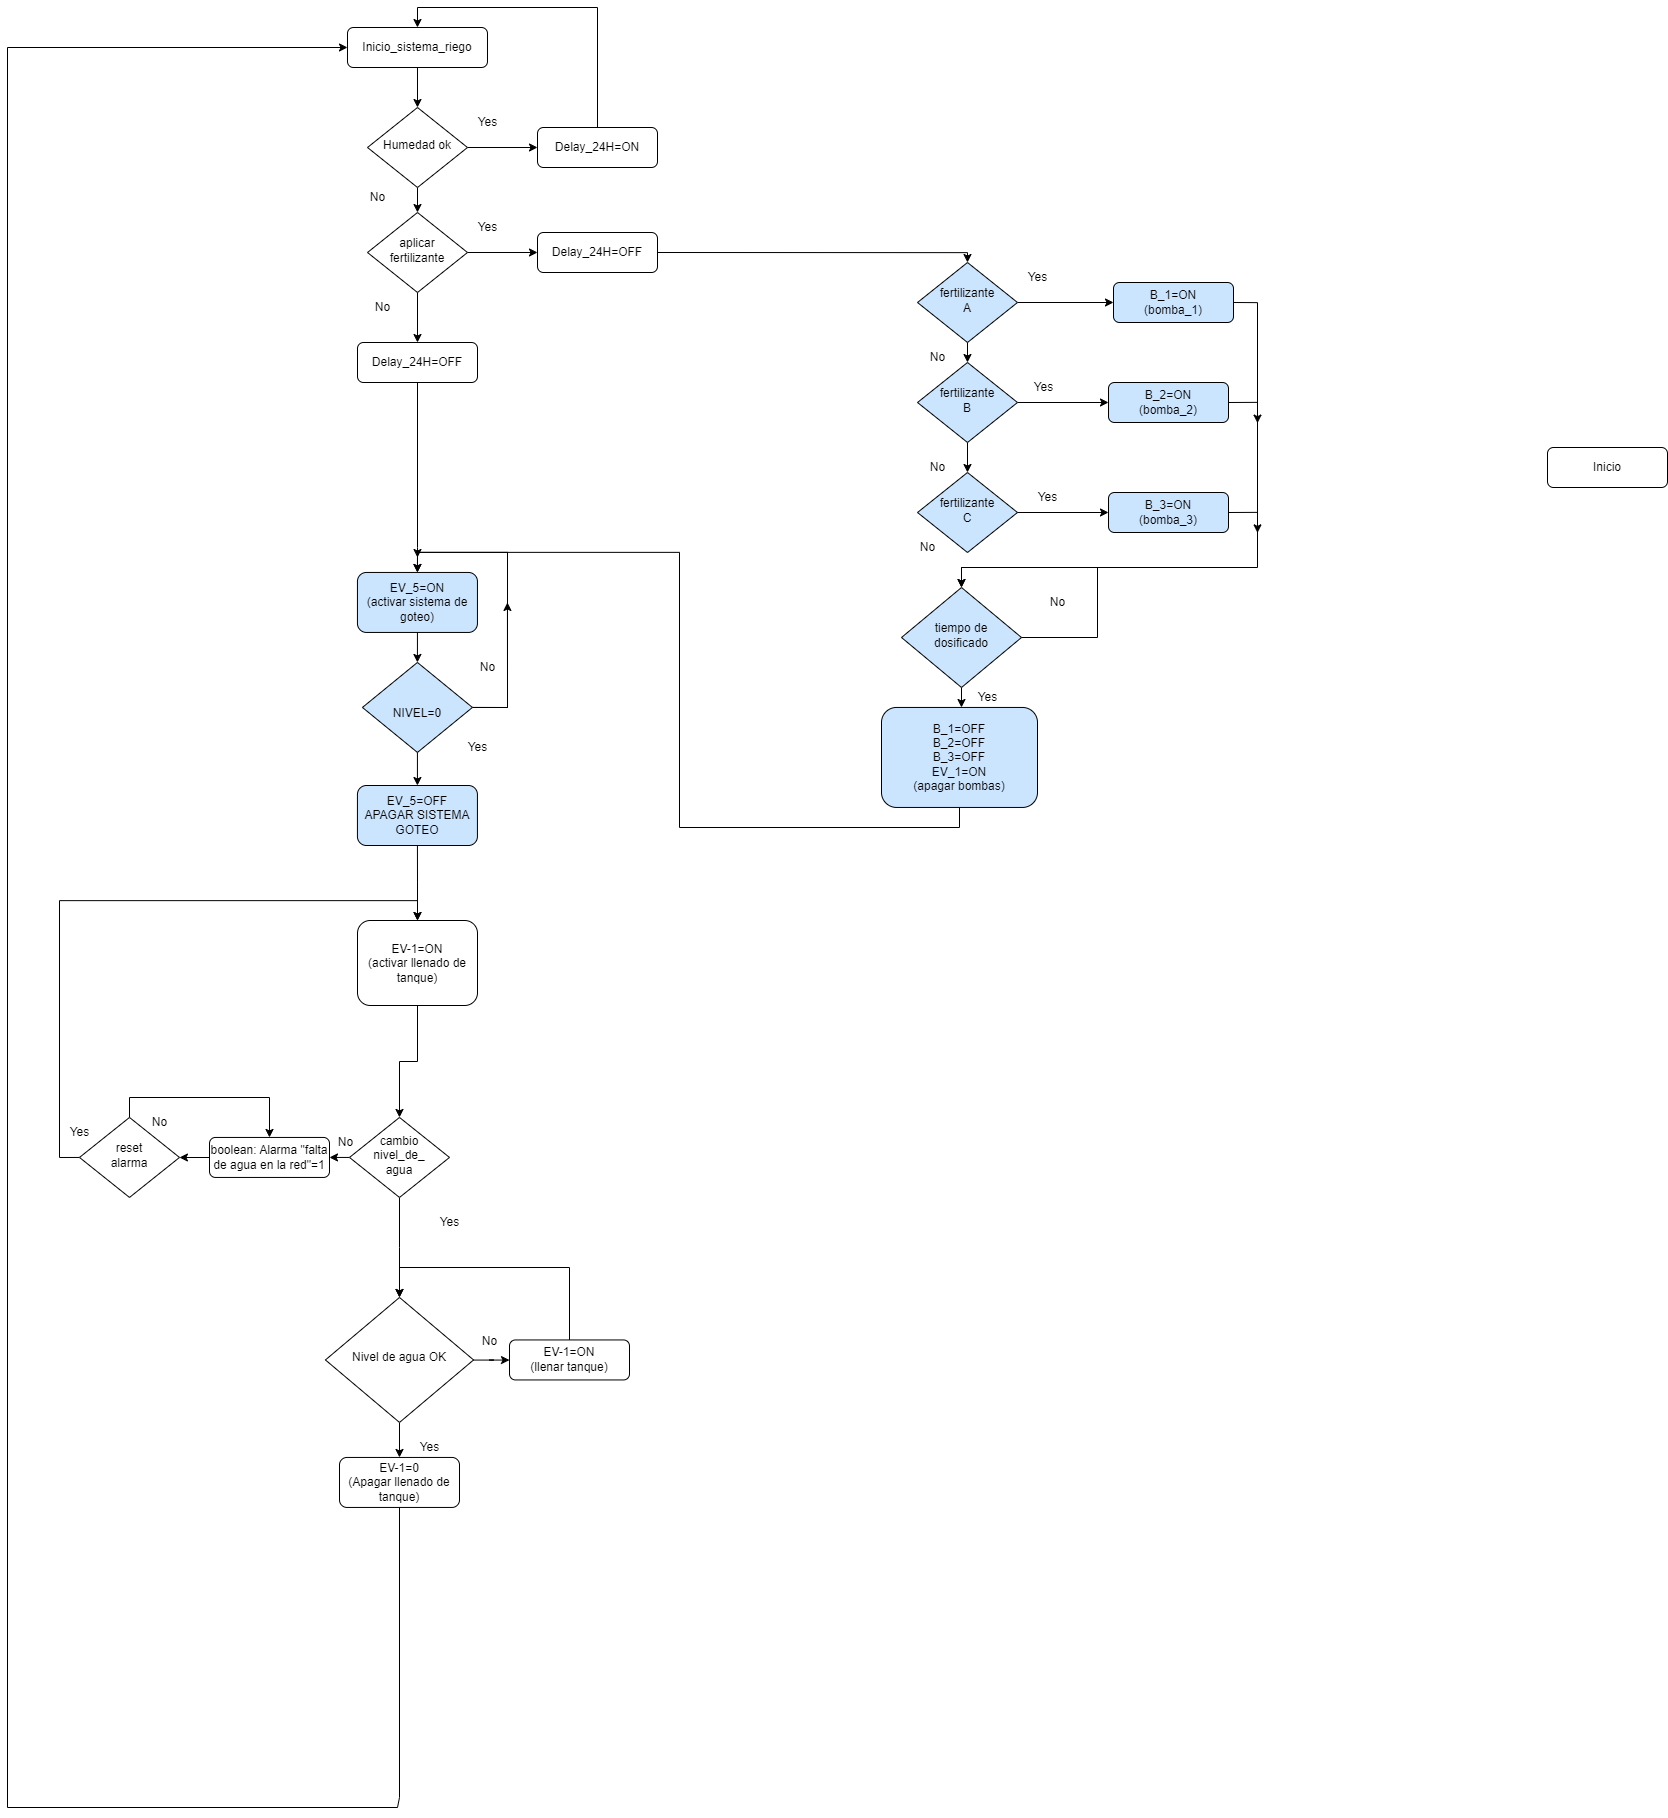 Inicio_sistema_riego
Yes
Humedad ok
Delay_24H=ON
No
Yes
aplicar
fertilizante
Delay_24H=OFF
No
Delay_24H=OFF
fertilizante
A
Yes
B_1=ON
(bomba_1)
No
fertilizante
B
Yes
B_2=ON
(bomba_2)
No
fertilizante
C
Yes
B_3=ON
(bomba_3)
No
Inicio
tiempo de
dosificado
No
Yes
B_1=OFF
B_2=OFF
B_3=OFF
EV_1=ON
(apagar bombas)
EV_5=ON
(activar sistema de
goteo)
No
NIVEL=0
Yes
EV_5=OFF
APAGAR SISTEMA
GOTEO
EV-1=ON
(activar llenado de
tanque)
cambio
nivel_de_
agua
No
boolean: Alarma "falta
de agua en la red"=1
No
reset
alarma
Yes
Yes
Nivel de agua OK
No
EV-1=ON
(llenar tanque)
Yes
EV-1=0
(Apagar llenado de
tanque)